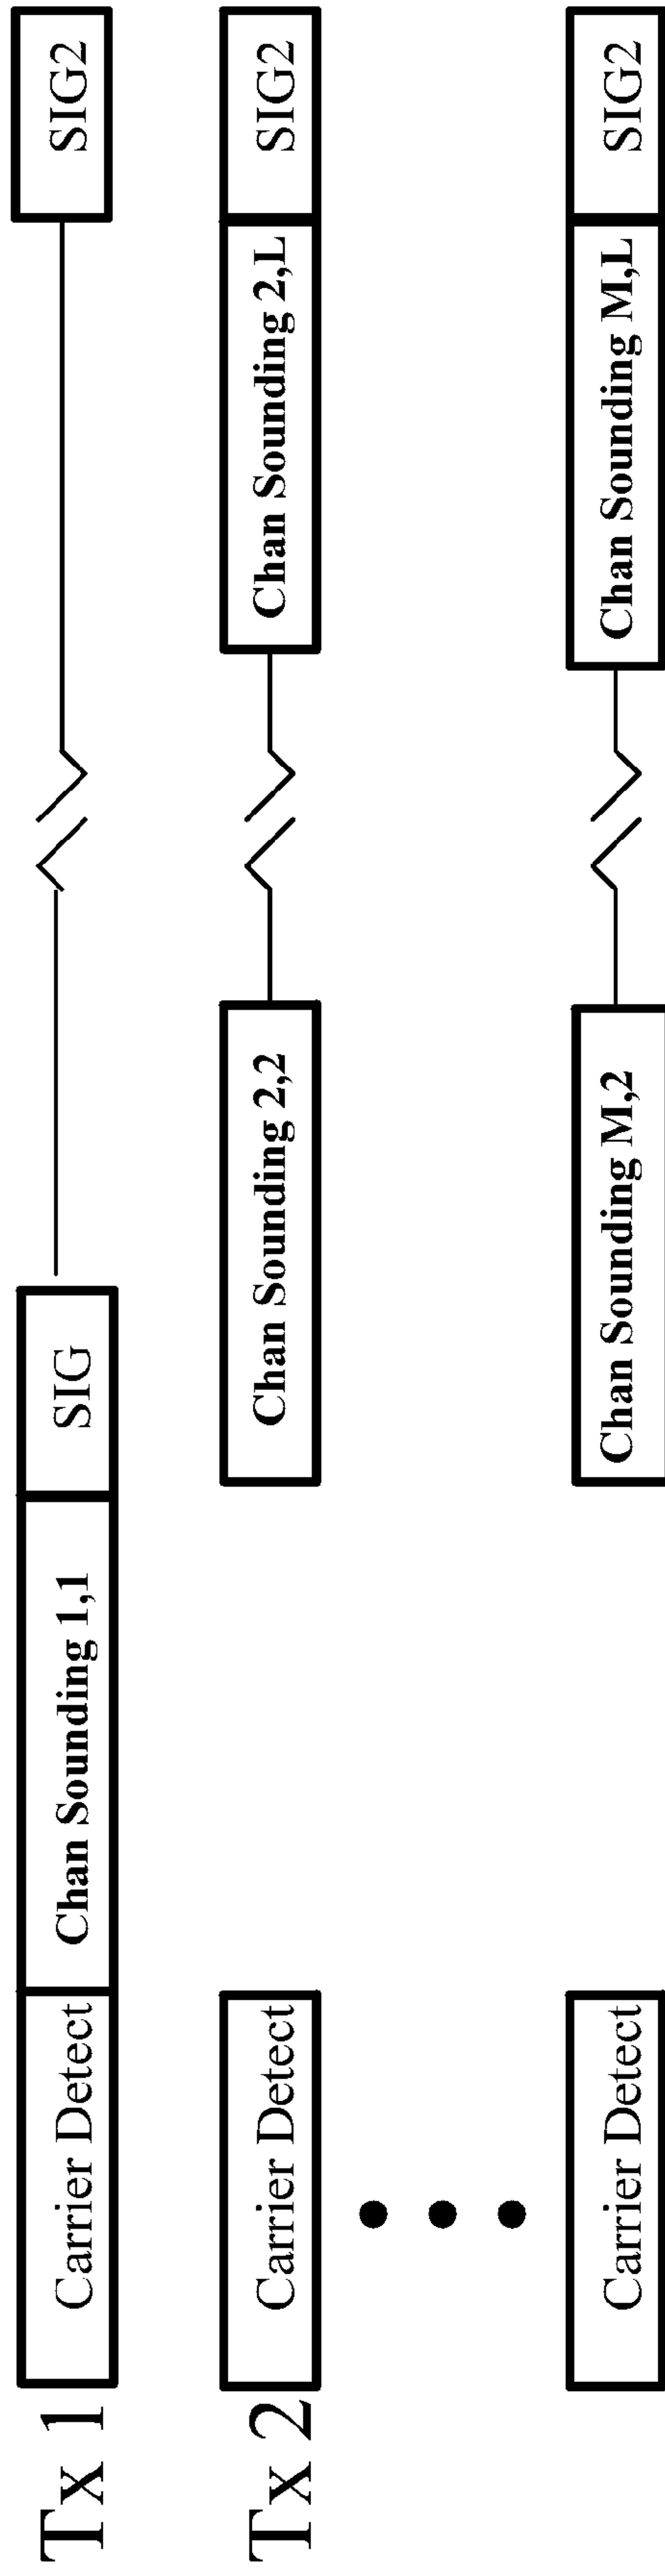 Tx 1
Carrier Detect
Chan Sounding 1,1
SIG
SIG2
Tx 2
Carrier Detect
Chan Sounding 2,2
Chan Sounding 2,L
SIG2
Carrier Detect
Chan Sounding M,2
Chan Sounding M,L
SIG2